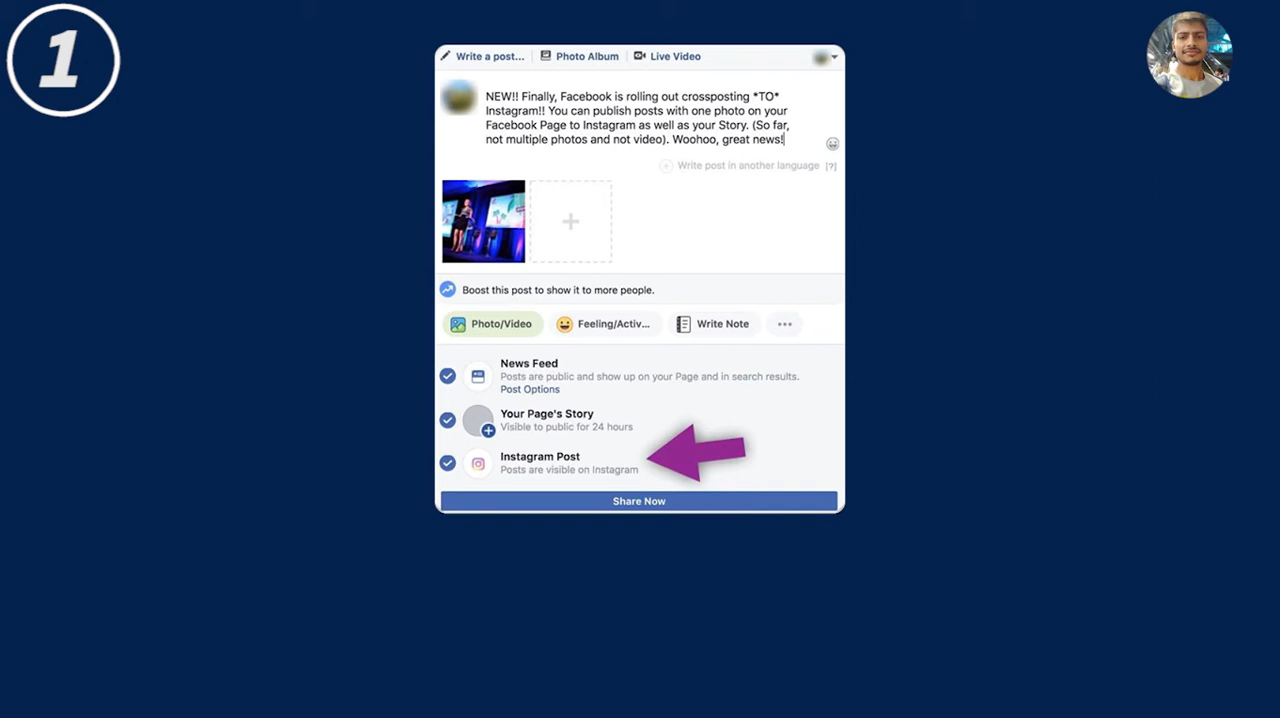 1
Write a post...
Photo Album
Live Video
NEW!! Finally, Facebook is rolling out crossposting *TO*
Instagram!! You can publish posts with one photo on your
Facebook Page to Instagram as well as your Story. (So far,
not multiple photos and not video). Woohoo, great news!
Write post in another language [?]
Boost this post to show it to more people.
Photo/Video
Feeling/Activ...
Write Note
News Feed
Posts are public and show up on your Page and in search results.
Post Options
Your Page's Story
Visible to public for 24 hours
Instagram Post
Posts are visible on Instagram
Share Now